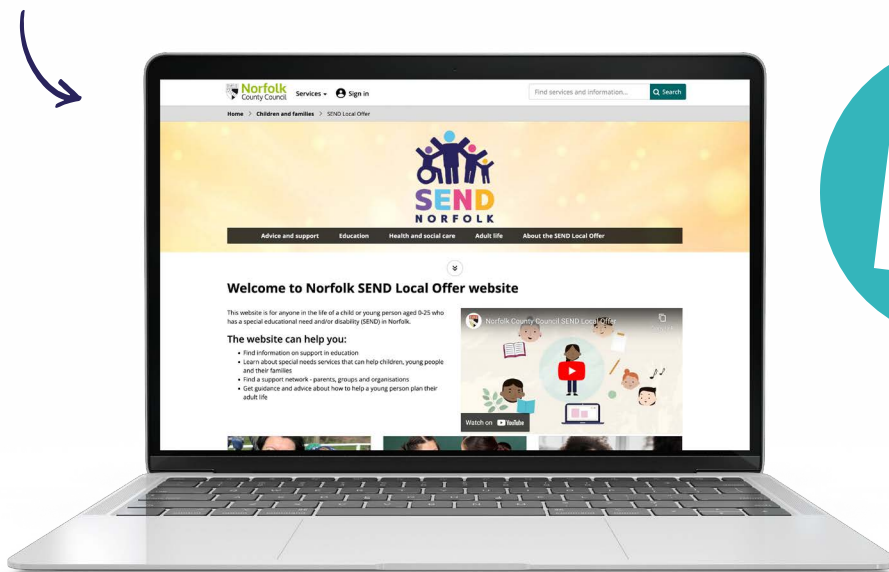 Norfolk
County Council
Services
Sign in
Find services and information...
Search
Home > Children and families > SEND Local Offer
SEND
NORFOLK
Advice and support Education Health and social care Adult life About the SEND Local Offer
Welcome to Norfolk SEND Local Offer website
This website is for anyone in the life of a child or young person aged 0-25 who
has a special educational need and/or disability (SEND) in Norfolk.
The website can help you:
• Find information on support in education
• Learn about special needs services that can help children, young people
and their families
• Find a support network - parents, groups and organisations
• Get guidance and advice about how to help a young person plan their
adult life
Norfolk County Council SEND Local Offer
Watch on YouTube